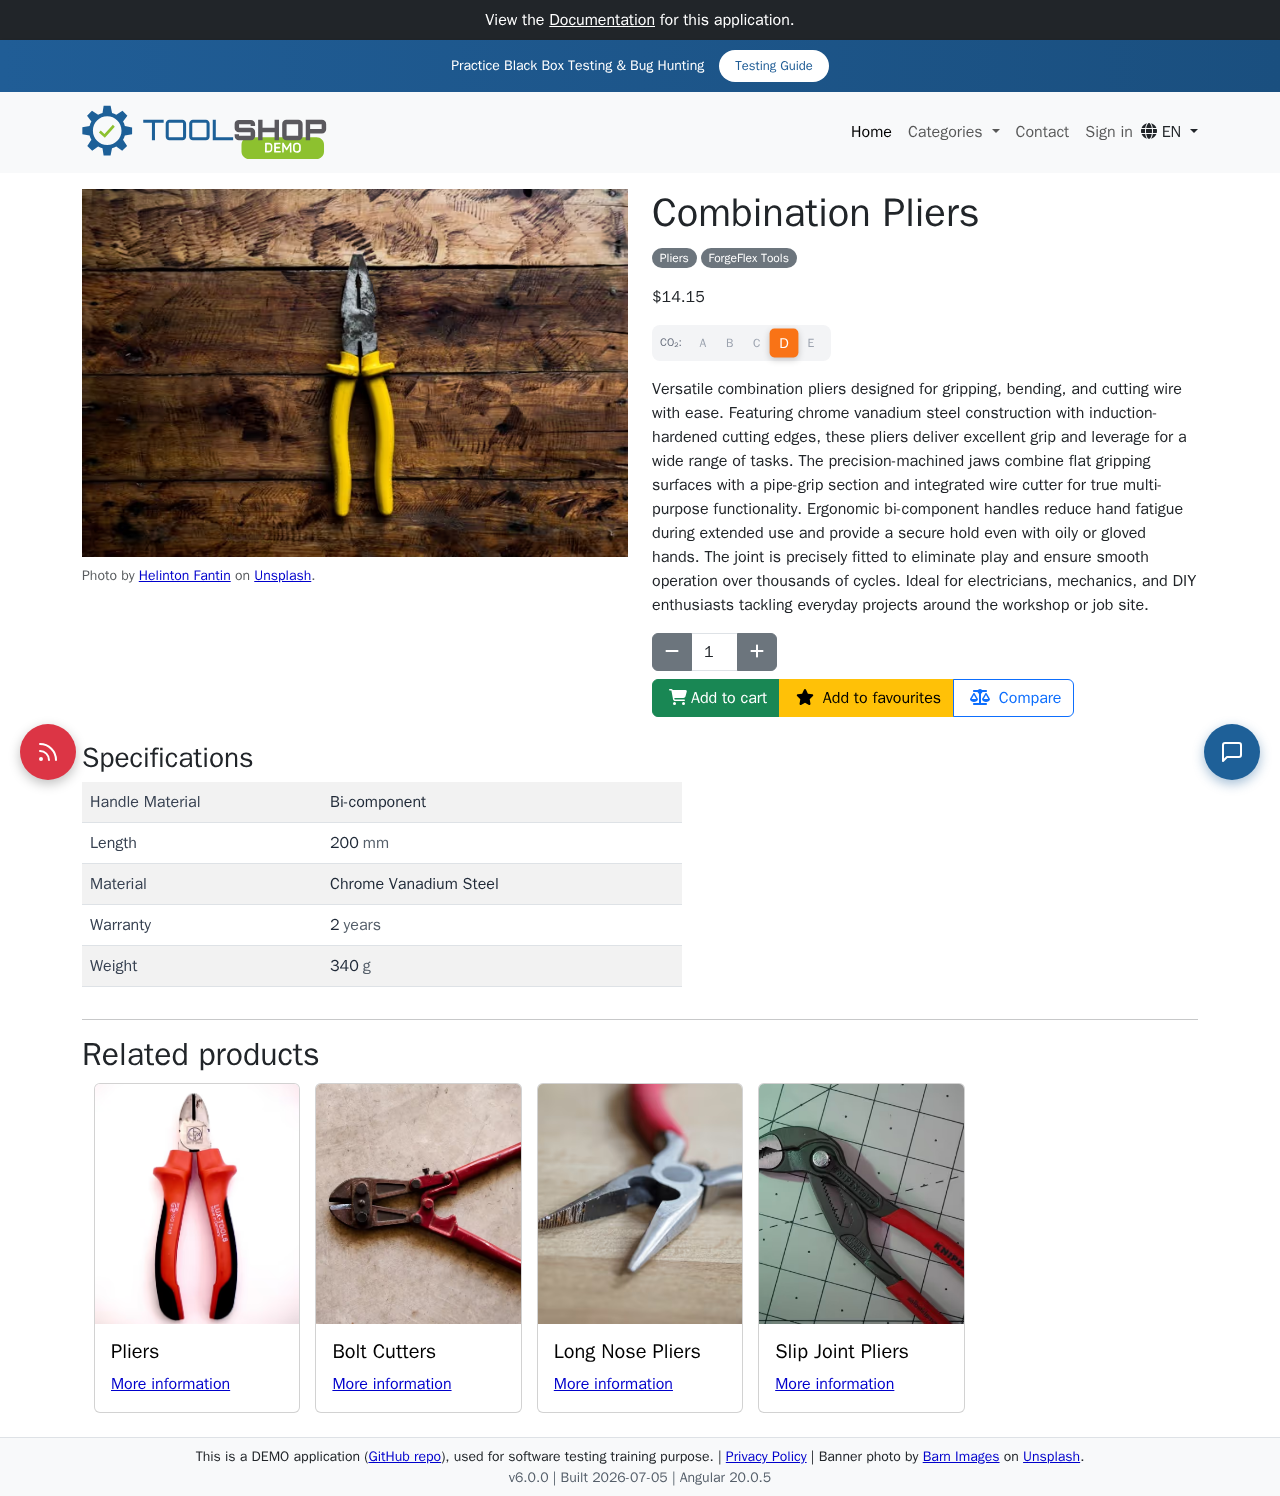 View the Documentation for this application.
Practice Black Box Testing & Bug Hunting Testing Guide
TOOLSHOP
DEMO
Home Categories Contact Sign in EN
Combination Pliers
Pliers ForgeFlex Tools
$14.15
CO₂: A B C D E
Versatile combination pliers designed for gripping, bending, and cutting wire
with ease. Featuring chrome vanadium steel construction with induction-
hardened cutting edges, these pliers deliver excellent grip and leverage for a
wide range of tasks. The precision-machined jaws combine flat gripping
surfaces with a pipe-grip section and integrated wire cutter for true multi-
purpose functionality. Ergonomic bi-component handles reduce hand fatigue
during extended use and provide a secure hold even with oily or gloved
hands. The joint is precisely fitted to eliminate play and ensure smooth
operation over thousands of cycles. Ideal for electricians, mechanics, and DIY
enthusiasts tackling everyday projects around the workshop or job site.
1
Add to cart Add to favourites Compare
Photo by Helinton Fantin on Unsplash.
Specifications
Handle Material Bi-component
Length 200 mm
Material Chrome Vanadium Steel
Warranty 2 years
Weight 340 g
Related products
LUX-TOOLS
KNIPEX
Pliers
More information
Bolt Cutters
More information
Long Nose Pliers
More information
Slip Joint Pliers
More information
This is a DEMO application (GitHub repo), used for software testing training purpose. | Privacy Policy | Banner photo by Barn Images on Unsplash.
v6.0.0 | Built 2026-07-05 | Angular 20.0.5